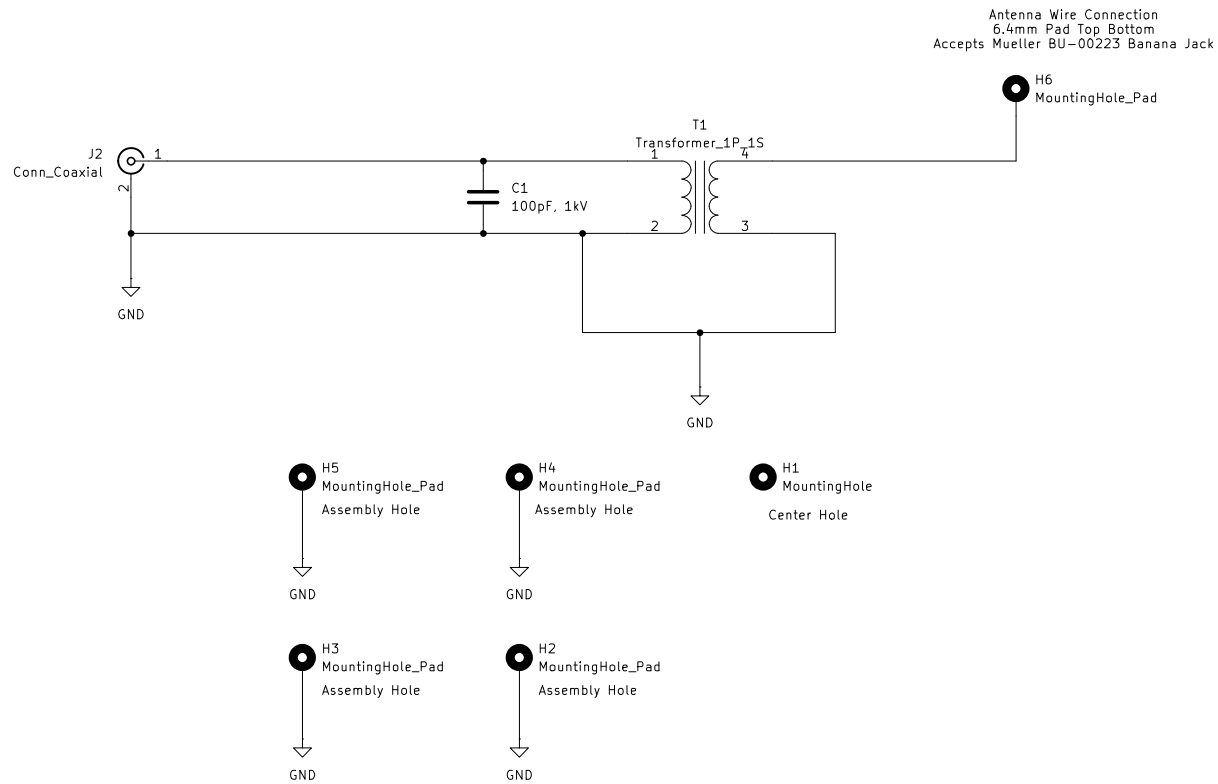 Antenna Wire Connection
6.4mm Pad Top Bottom
Accepts Mueller BU-00223 Banana Jack
H6
MountingHole_Pad
T1
Transformer_1P_1S
J2
Conn_Coaxial
1
2
1
4
C1
100pF, 1kV
2
3
GND
GND
H5
MountingHole_Pad
Assembly Hole
GND
H4
MountingHole_Pad
Assembly Hole
GND
H1
MountingHole
Center Hole
H3
MountingHole_Pad
Assembly Hole
GND
H2
MountingHole_Pad
Assembly Hole
GND